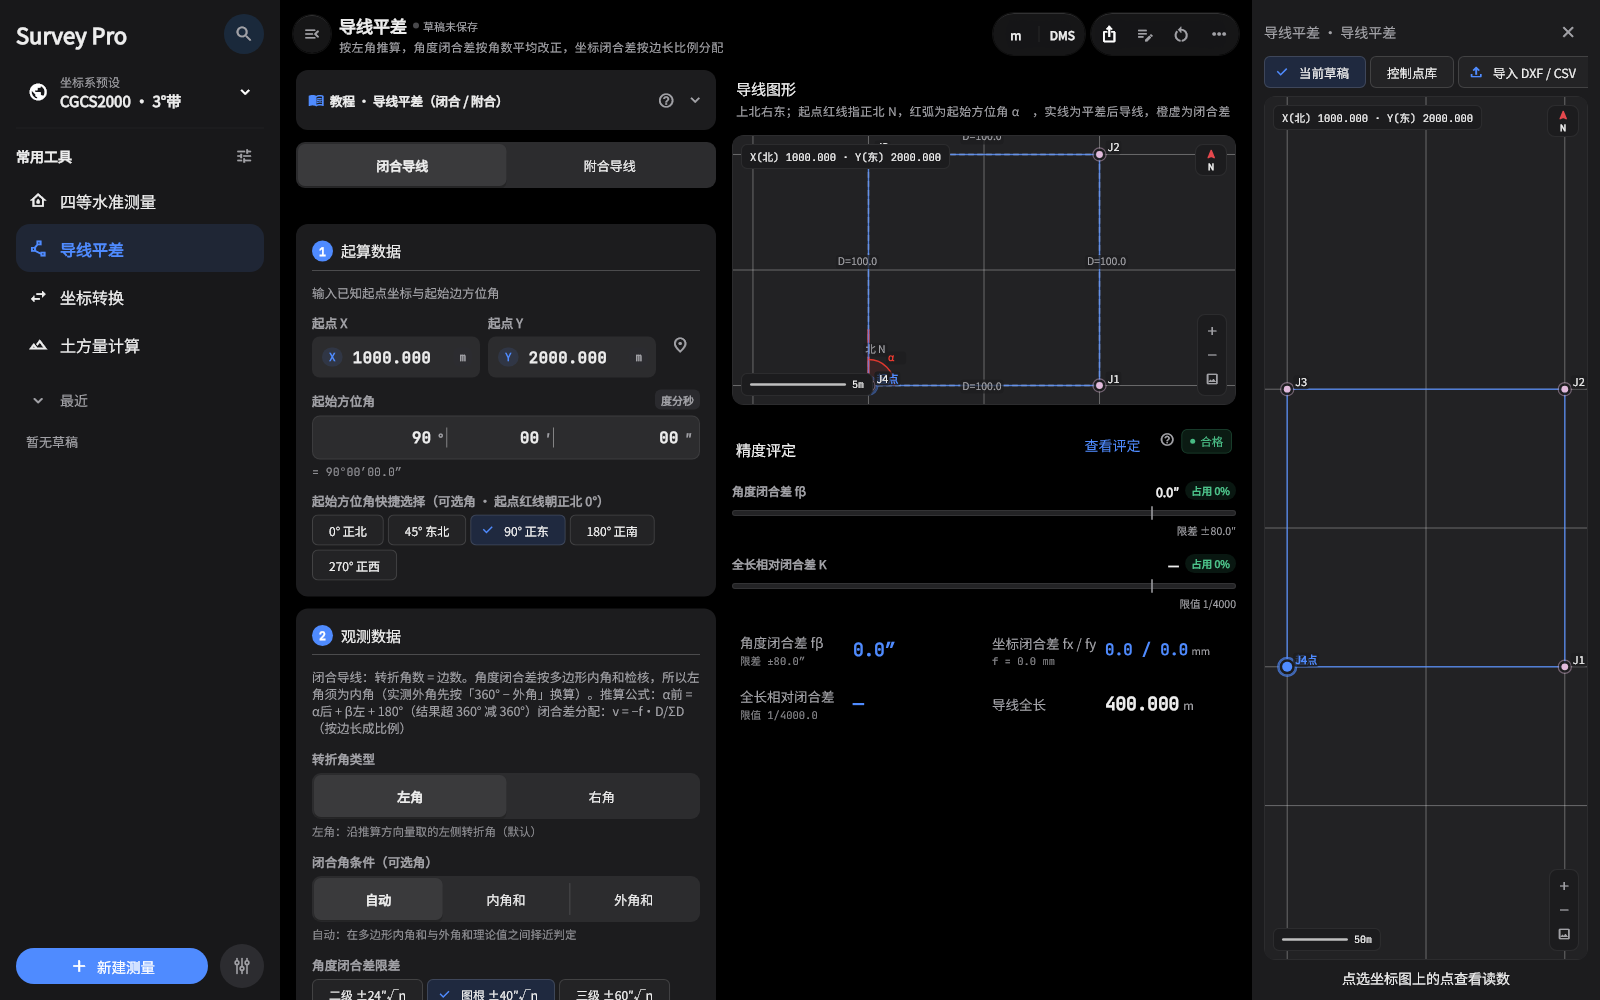 Survey Pro
坐标系预设
CGCS2000 • 3°带
常用工具
四等水准测量
导线平差
坐标转换
土方量计算
最近
暂无草稿
新建测量
导线平差
草稿未保存
按左角推算，角度闭合差按角数平均改正，坐标闭合差按边长比例分配
m
DMS
教程 • 导线平差（闭合 / 附合）
闭合导线
附合导线
1
起算数据
输入已知起点坐标与起始边方位角
起点 X
起点 Y
X 1000.000 m
Y 2000.000 m
起始方位角
度分秒
90 °
00 ′
00 ″
= 90°00′00.0″
起始方位角快捷选择（可选角 • 起点红线朝正北 0°）
0° 正北
45° 东北
90° 正东
180° 正南
270° 正西
2
观测数据
闭合导线：转折角数 = 边数。角度闭合差按多边形内角和检核，所以左
角须为内角（实测外角先按「360° − 外角」换算）。推算公式：α前 =
α后 + β左 + 180°（结果超 360° 减 360°）闭合差分配：v = −f • D/ΣD
（按边长成比例）
转折角类型
左角
右角
左角：沿推算方向量取的左侧转折角（默认）
闭合角条件（可选角）
自动
内角和
外角和
自动：在多边形内角和与外角和理论值之间择近判定
角度闭合差限差
二级 ±24″√n
图根 ±40″√n
三级 ±60″√n
导线图形
上北右东；起点红线指正北 N，红弧为起始方位角 α ，实线为平差后导线，橙虚为闭合差
X(北) 1000.000 · Y(东) 2000.000
D=100.0
J2
N
D=100.0
D=100.0
北 N
α
J4点
D=100.0
J1
5m
精度评定
查看评定
合格
角度闭合差 fβ
0.0″
占用 0%
限差 ±80.0″
全长相对闭合差 K
—
占用 0%
限值 1/4000
角度闭合差 fβ
限差 ±80.0″
0.0″
坐标闭合差 fx / fy
f = 0.0 mm
0.0 / 0.0 mm
全长相对闭合差
限值 1/4000.0
—
导线全长
400.000 m
导线平差 • 导线平差
当前草稿
控制点库
导入 DXF / CSV
X(北) 1000.000 · Y(东) 2000.000
N
J3
J2
J4点
J1
50m
点选坐标图上的点查看读数